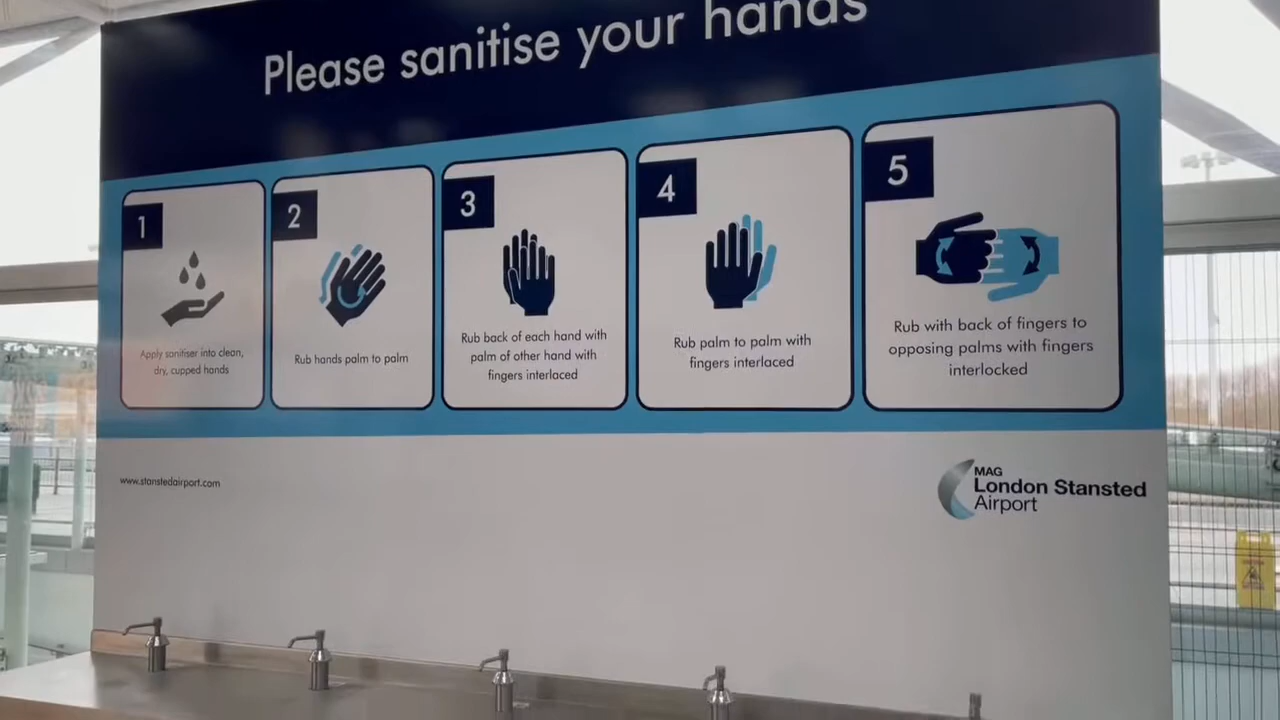 Please sanitise your hands
1
Apply sanitiser into clean,
dry, cupped hands
2
Rub hands palm to palm
3
Rub back of each hand with
palm of other hand with
fingers interlaced
4
Rub palm to palm with
fingers interlaced
5
Rub with back of fingers to
opposing palms with fingers
interlocked
www.stanstedairport.com
MAG
London Stansted
Airport